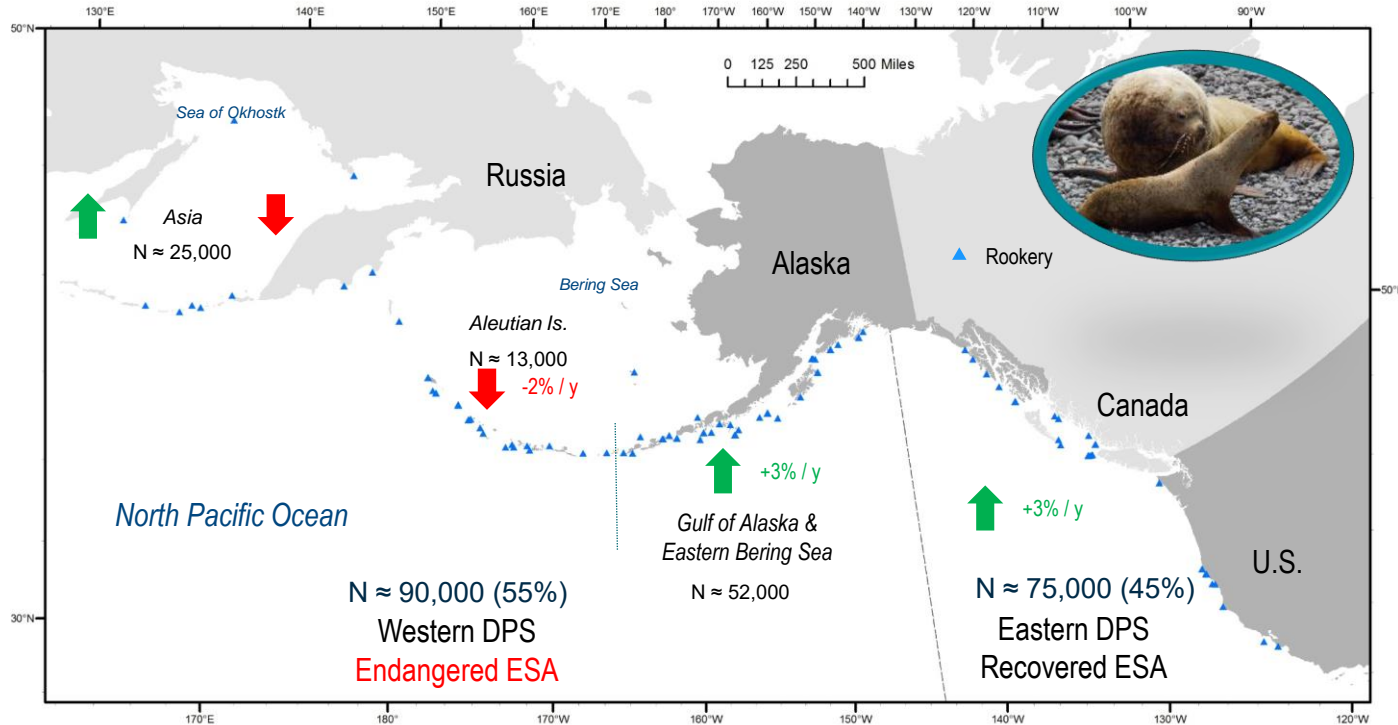 130°E 140°E 150°E 160°E 170°E 180° 170°W 160°W 150°W 140°W 130°W 120°W 110°W 100°W 90°W
50°N
0 125 250 500 Miles
Sea of Okhostk
Russia
Asia
N ≈ 25,000
Alaska
Rookery
Bering Sea
50°N
Aleutian Is.
N ≈ 13,000
-2% / y
Canada
+3% / y
North Pacific Ocean
Gulf of Alaska &
Eastern Bering Sea
N ≈ 52,000
+3% / y
U.S.
N ≈ 90,000 (55%)
Western DPS
Endangered ESA
N ≈ 75,000 (45%)
Eastern DPS
Recovered ESA
30°N
170°E 180° 170°W 160°W 150°W 140°W 130°W 120°W